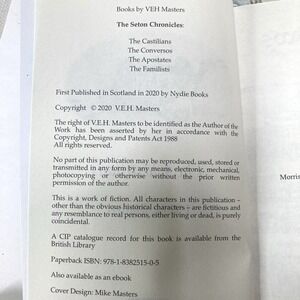 Books by VEH Masters
The Seton Chronicles:
The Castilians
The Conversos
The Apostates
The Familists
First Published in Scotland in 2020 by Nydie Books
Copyright © 2020 V.E.H. Masters
The right of V.E.H. Masters to be identified as the Author of the
Work has been asserted by her in accordance with the
Copyright, Designs and Patents Act 1988
All rights reserved.
No part of this publication may be reproduced, used, stored or
transmitted in any form by any means, electronic, mechanical,
photocopying or otherwise without the prior written
permission of the author.
This is a work of fiction. All characters in this publication –
other than the obvious historical characters – are fictitious and
any resemblance to real persons, either living or dead, is purely
coincidental.
A CIP catalogue record for this book is available from the
British Library
Paperback ISBN: 978-1-8382515-0-5
Also available as an ebook
Cover Design: Mike Masters
Morris